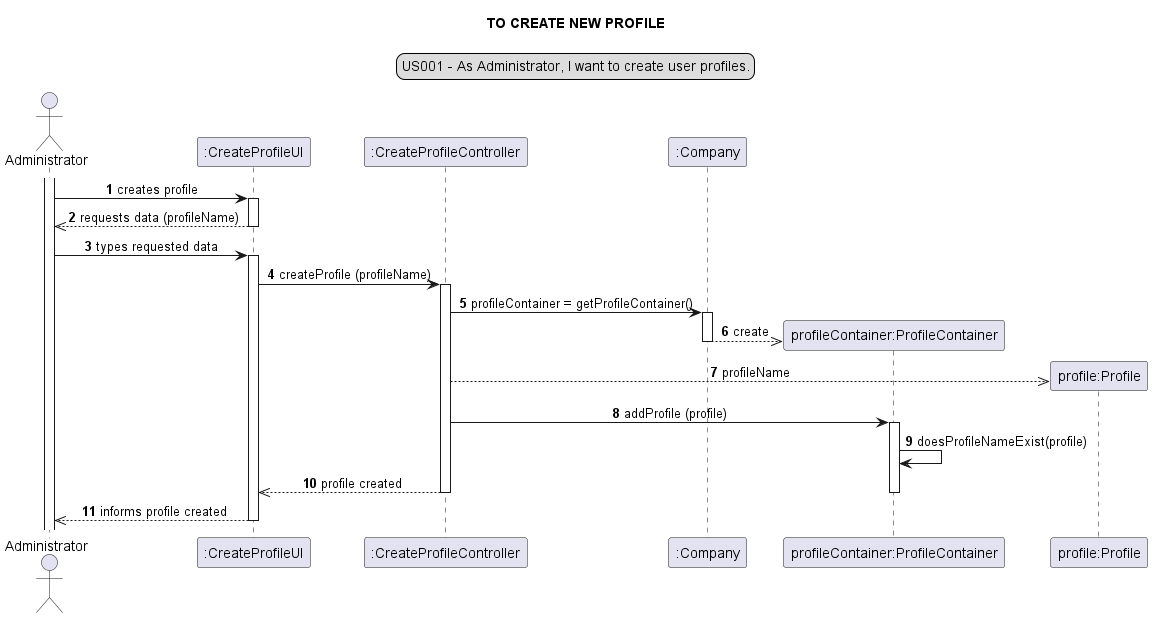 TO CREATE NEW PROFILE
US001 - As Administrator, I want to create user profiles.
Administrator
:CreateProfileUI
:CreateProfileController
:Company
1 creates profile
2 requests data (profileName)
3 types requested data
4 createProfile (profileName)
5 profileContainer = getProfileContainer()
6 create
profileContainer:ProfileContainer
7 profileName
profile:Profile
8 addProfile (profile)
9 doesProfileNameExist(profile)
10 profile created
11 informs profile created
Administrator
:CreateProfileUI
:CreateProfileController
:Company
profileContainer:ProfileContainer
profile:Profile